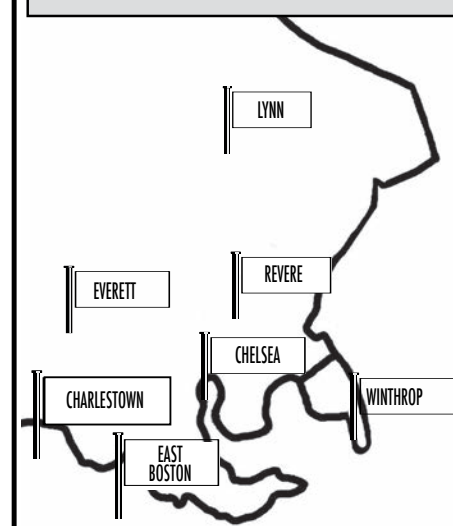 LYNN
REVERE
EVERETT
CHELSEA
CHARLESTOWN
WINTHROP
EAST
BOSTON